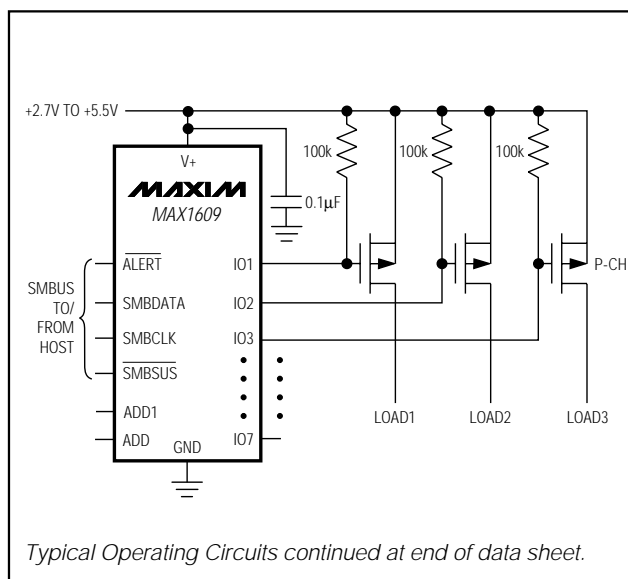 +2.7V TO +5.5V
V+
MAXIM
MAX1609
0.1µF
100k
100k
100k
SMBUS
TO/
FROM
HOST
ALERT
SMBDATA
SMBCLK
SMBSUS
ADD1
ADD
GND
IO1
IO2
IO3
IO7
P-CH
LOAD1
LOAD2
LOAD3
Typical Operating Circuits continued at end of data sheet.